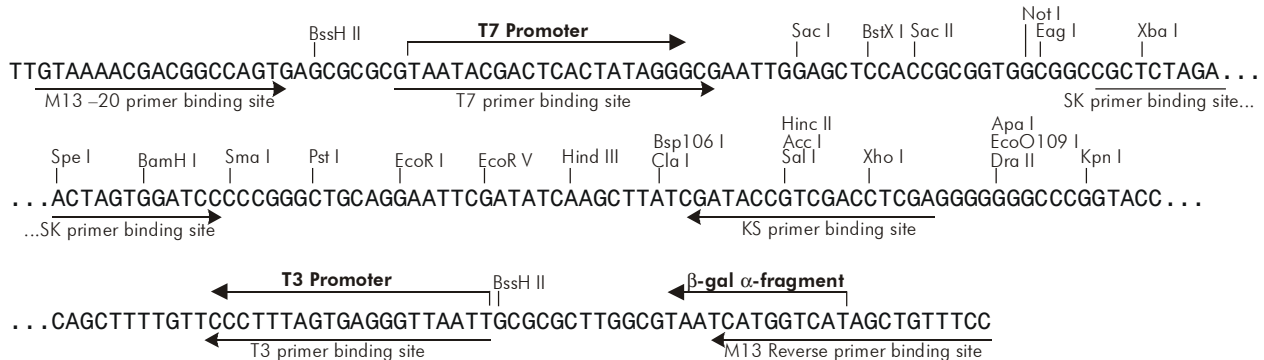 Not I
BssH II T7 Promoter Sac I BstX I Sac II Eag I Xba I
TTGTAAAACGACGGCCAGTGAGCGCGCGTAATACGACTCACTATAGGGCGAATTGGAGCTCCACCGCGGTGGCGGCCGCTCTAGA...
M13 –20 primer binding site T7 primer binding site SK primer binding site...
Hinc II Apa I
Bsp106 I Acc I EcoO109 I
Spe I BamH I Sma I Pst I EcoR I EcoR V Hind III Cla I Sal I Xho I Dra II Kpn I
...ACTAGTGGATCCCCCGGGCTGCAGGAATTCGATATCAAGCTTATCGATACCGTCGACCTCGAGGGGGGGCCCGGTACC...
...SK primer binding site KS primer binding site
T3 Promoter BssH II β-gal α-fragment
...CAGCTTTTGTTCCCTTTAGTGAGGGTTAATTGCGCGCTTGGCGTAATCATGGTCATAGCTGTTTCC
T3 primer binding site M13 Reverse primer binding site